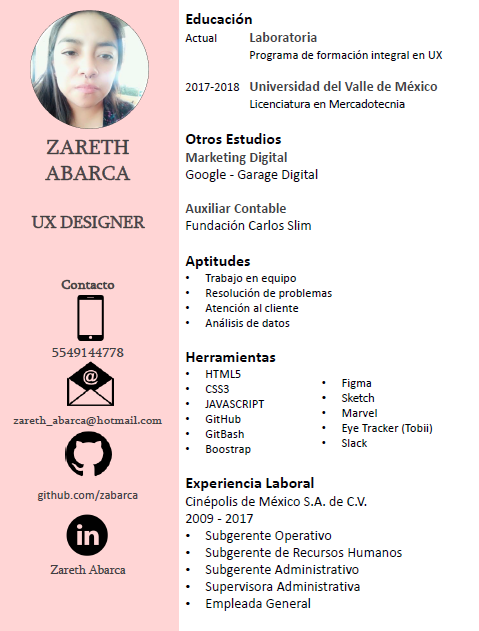 ZARETH
ABARCA
UX DESIGNER
Contacto
5549144778
zareth_abarca@hotmail.com
github.com/zabarca
Zareth Abarca
Educación
Actual Laboratoria
Programa de formación integral en UX
2017-2018 Universidad del Valle de México
Licenciatura en Mercadotecnia
Otros Estudios
Marketing Digital
Google - Garage Digital
Auxiliar Contable
Fundación Carlos Slim
Aptitudes
• Trabajo en equipo
• Resolución de problemas
• Atención al cliente
• Análisis de datos
Herramientas
• HTML5
• CSS3
• JAVASCRIPT
• GitHub
• GitBash
• Boostrap
• Figma
• Sketch
• Marvel
• Eye Tracker (Tobii)
• Slack
Experiencia Laboral
Cinépolis de México S.A. de C.V.
2009 - 2017
• Subgerente Operativo
• Subgerente de Recursos Humanos
• Subgerente Administrativo
• Supervisora Administrativa
• Empleada General